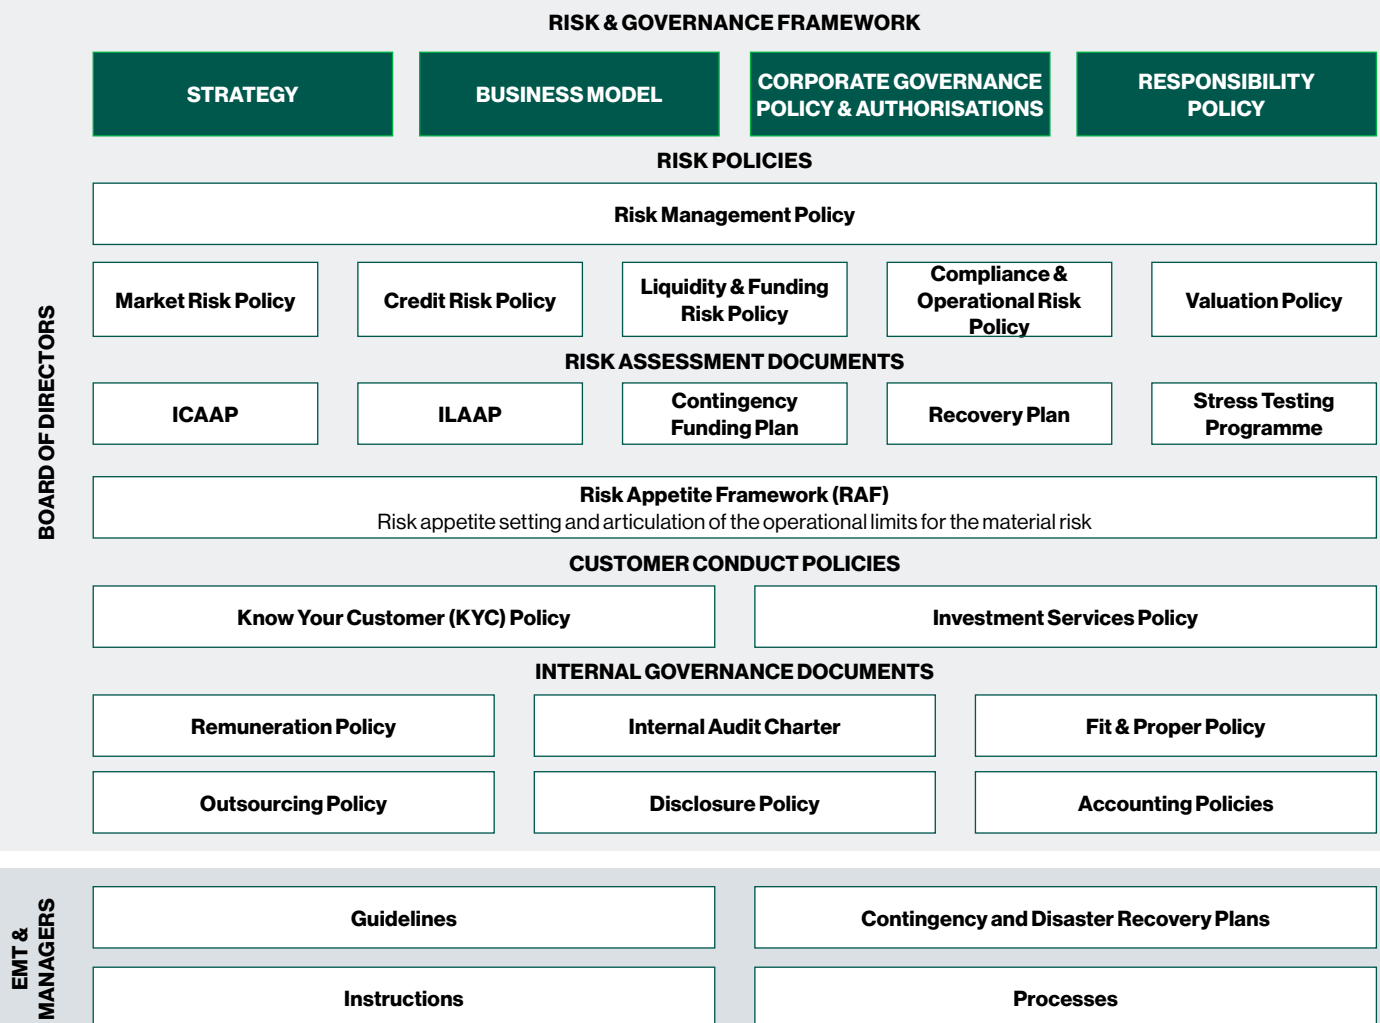 RISK & GOVERNANCE FRAMEWORK
STRATEGY
BUSINESS MODEL
CORPORATE GOVERNANCE
POLICY & AUTHORISATIONS
RESPONSIBILITY
POLICY
RISK POLICIES
Risk Management Policy
Market Risk Policy
Credit Risk Policy
Liquidity & Funding
Risk Policy
Compliance &
Operational Risk
Policy
Valuation Policy
RISK ASSESSMENT DOCUMENTS
ICAAP
ILAAP
Contingency
Funding Plan
Recovery Plan
Stress Testing
Programme
Risk Appetite Framework (RAF)
Risk appetite setting and articulation of the operational limits for the material risk
CUSTOMER CONDUCT POLICIES
Know Your Customer (KYC) Policy
Investment Services Policy
INTERNAL GOVERNANCE DOCUMENTS
Remuneration Policy
Internal Audit Charter
Fit & Proper Policy
Outsourcing Policy
Disclosure Policy
Accounting Policies
BOARD OF DIRECTORS
EMT &
MANAGERS
Guidelines
Contingency and Disaster Recovery Plans
Instructions
Processes